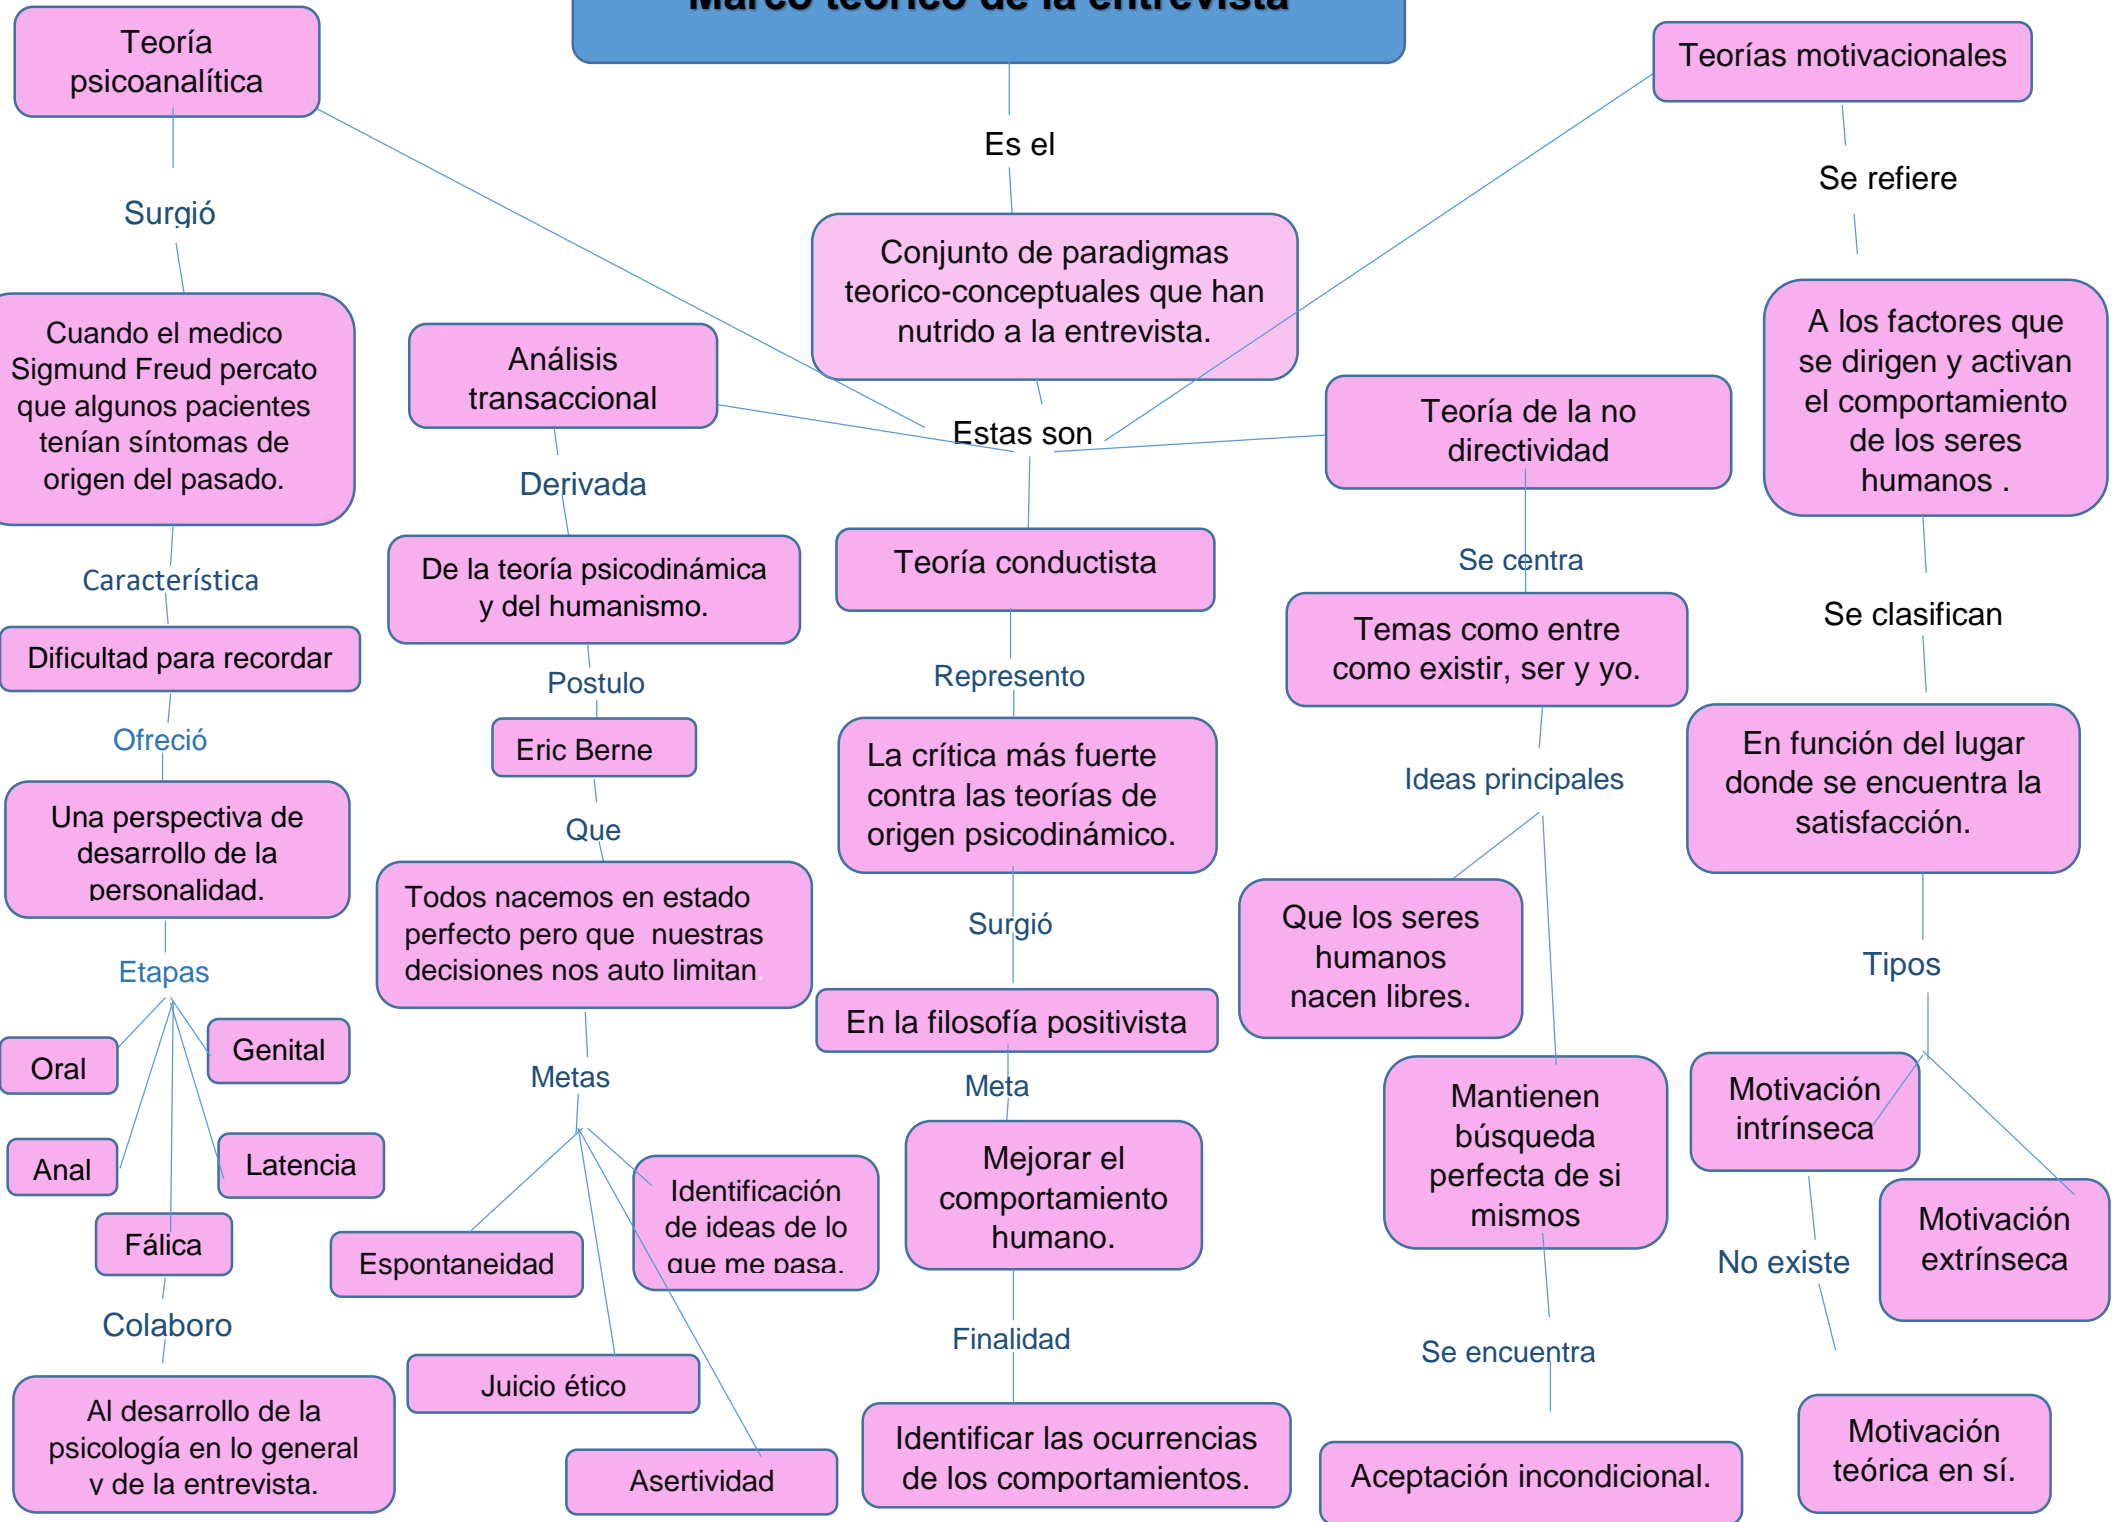 Marco teórico de la entrevista
Es el
Conjunto de paradigmas
teorico-conceptuales que han
nutrido a la entrevista.
Estas son
Teoría
psicoanalítica
Surgió
Cuando el medico
Sigmund Freud percato
que algunos pacientes
tenían síntomas de
origen del pasado.
Característica
Dificultad para recordar
Ofreció
Una perspectiva de
desarrollo de la
personalidad.
Etapas
Oral
Genital
Anal
Latencia
Fálica
Colaboro
Al desarrollo de la
psicología en lo general
y de la entrevista.
Análisis
transaccional
Derivada
De la teoría psicodinámica
y del humanismo.
Postulo
Eric Berne
Que
Todos nacemos en estado
perfecto pero que nuestras
decisiones nos auto limitan.
Metas
Identificación
de ideas de lo
que me pasa.
Espontaneidad
Juicio ético
Asertividad
Teoría conductista
Represento
La crítica más fuerte
contra las teorías de
origen psicodinámico.
Surgió
En la filosofía positivista
Meta
Mejorar el
comportamiento
humano.
Finalidad
Identificar las ocurrencias
de los comportamientos.
Teoría de la no
directividad
Se centra
Temas como entre
como existir, ser y yo.
Ideas principales
Que los seres
humanos
nacen libres.
Mantienen
búsqueda
perfecta de si
mismos
Se encuentra
Aceptación incondicional.
Teorías motivacionales
Se refiere
A los factores que
se dirigen y activan
el comportamiento
de los seres
humanos .
Se clasifican
En función del lugar
donde se encuentra la
satisfacción.
Tipos
Motivación
intrínseca
Motivación
extrínseca
No existe
Motivación
teórica en sí.